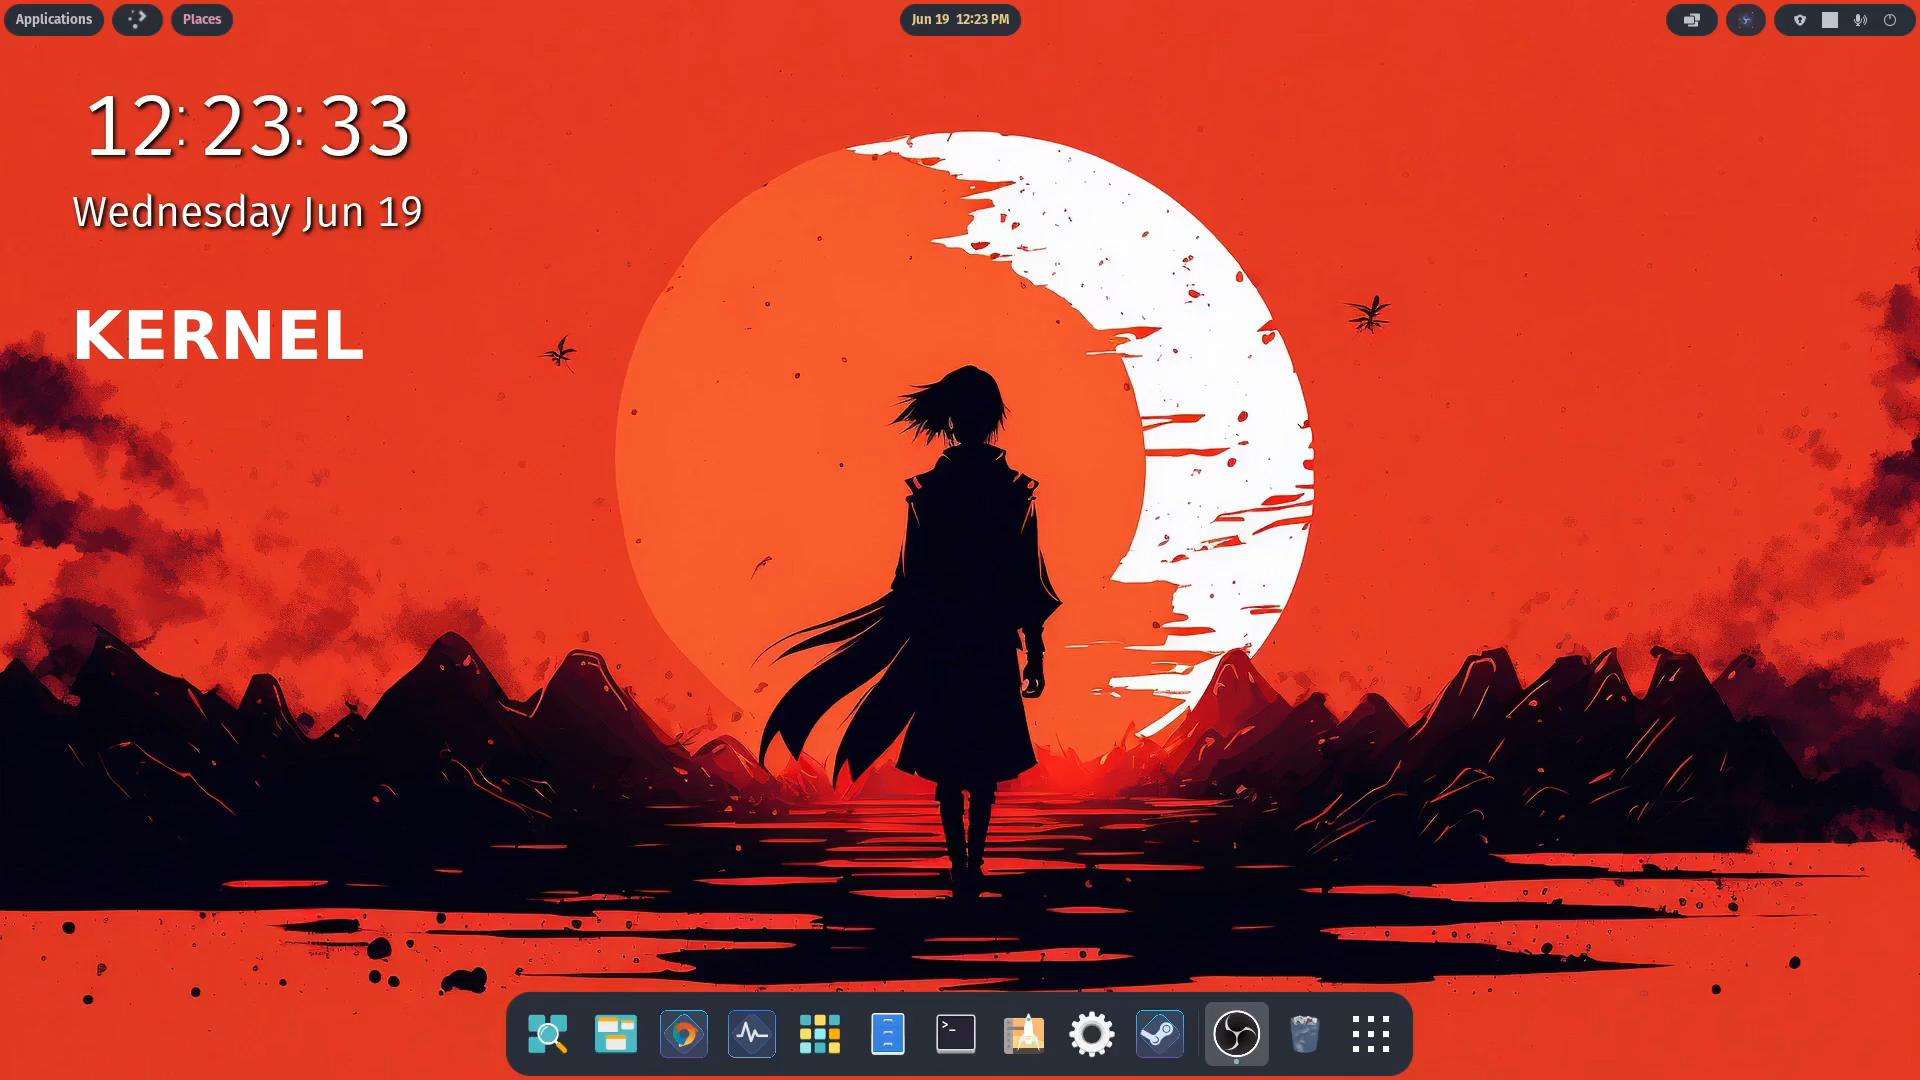 Applications
Places
Jun 19 12:23 PM
12:23:33
Wednesday Jun 19
KERNEL
>_